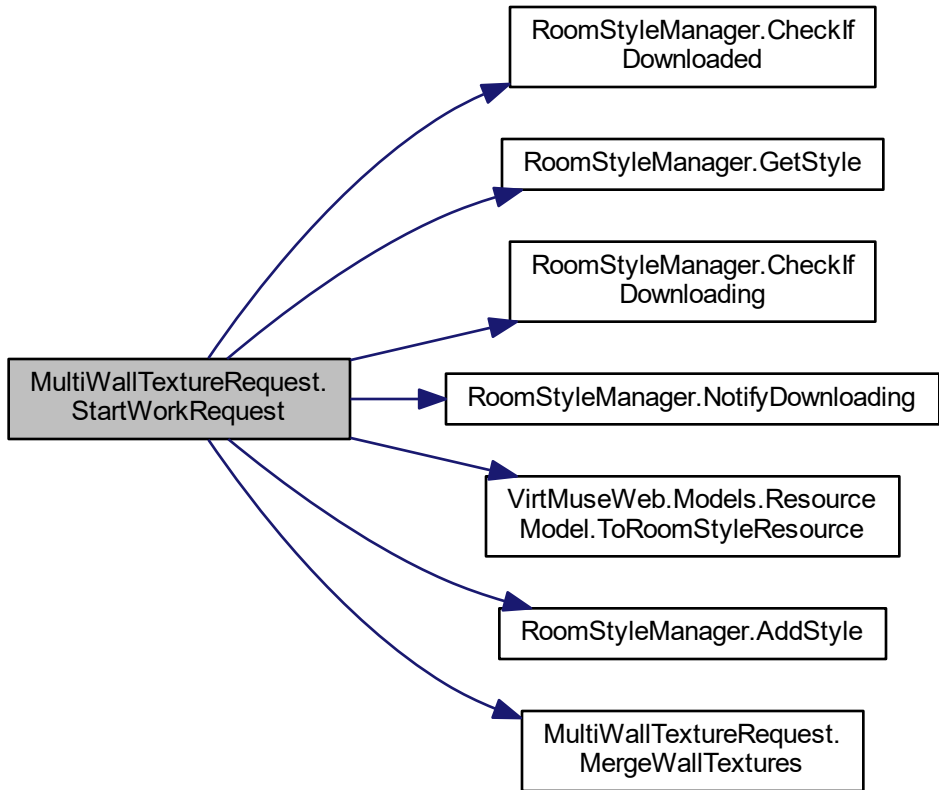 RoomStyleManager.CheckIf
Downloaded
RoomStyleManager.GetStyle
RoomStyleManager.CheckIf
Downloading
MultiWallTextureRequest.
StartWorkRequest
RoomStyleManager.NotifyDownloading
VirtMuseWeb.Models.Resource
Model.ToRoomStyleResource
RoomStyleManager.AddStyle
MultiWallTextureRequest.
MergeWallTextures